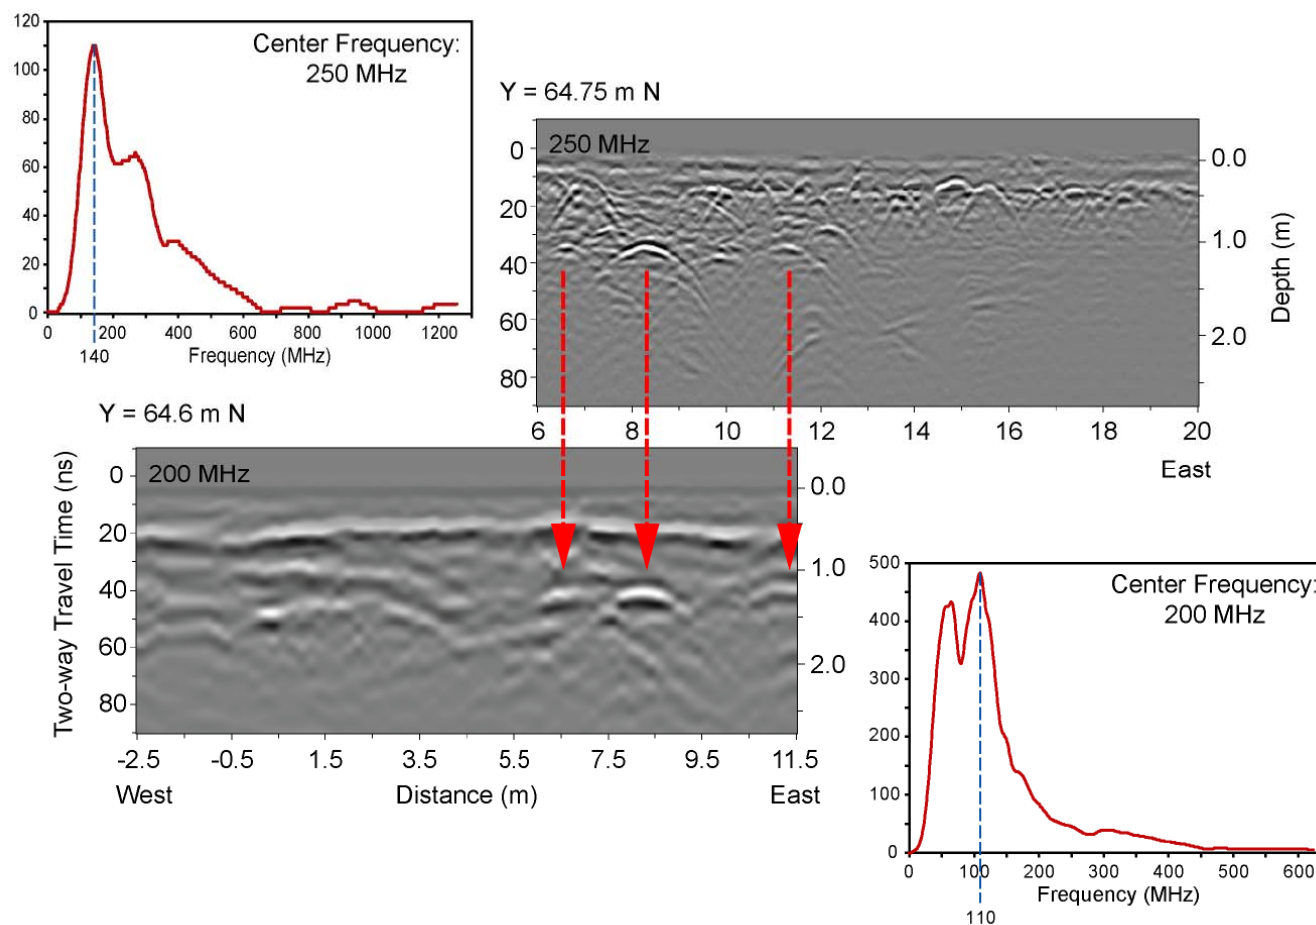 120
100
80
60
40
20
0
Center Frequency:
250 MHz
0 200 400 600 800 1000 1200
140
Frequency (MHz)
Y = 64.75 m N
250 MHz
0
20
40
60
80
0.0
1.0
2.0
Depth (m)
6 8 10 12 14 16 18 20
East
Y = 64.6 m N
200 MHz
Two-way Travel Time (ns)
0
20
40
60
80
0.0
1.0
2.0
-2.5 -0.5 1.5 3.5 5.5 7.5 9.5 11.5
West Distance (m) East
500
400
300
200
100
0
Center Frequency:
200 MHz
0 100 200 300 400 500 600
Frequency (MHz)
110